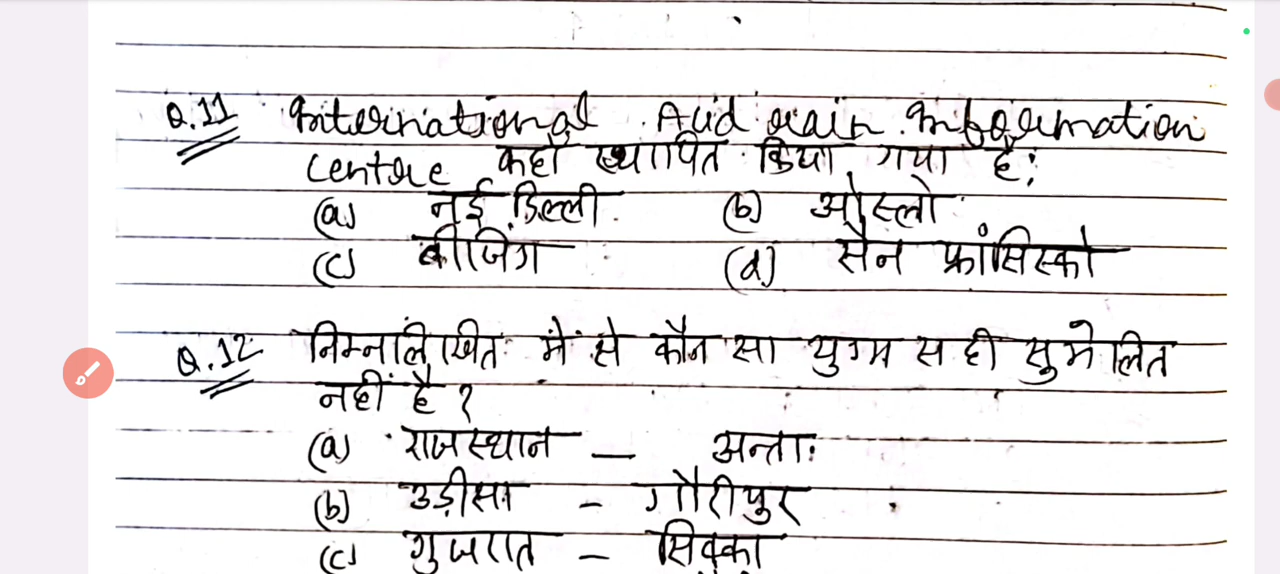 Q.11 International Acid rain Information
Centre कहाँ स्थापित किया गया है:
(a) नई दिल्ली (b) ओस्लो
(c) बीजिंग (d) सैन फ्रांसिस्को
Q.12 निम्नलिखित में से कौन सा युग्म सही सुमेलित
नहीं है?
(a) राजस्थान — अन्ता:
(b) उड़ीसा - गौरीपुर
(c) गुजरात - सिक्का